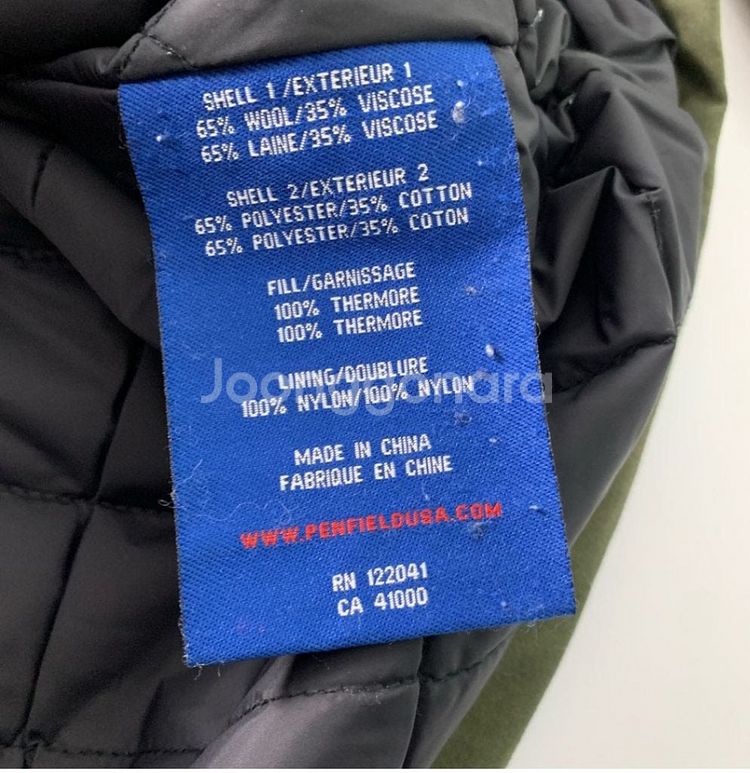 SHELL 1/EXTERIEUR 1
65% WOOL/35% VISCOSE
65% LAINE/35% VISCOSE
SHELL 2/EXTERIEUR 2
65% POLYESTER/35% COTTON
65% POLYESTER/35% COTON
FILL/GARNISSAGE
100% THERMORE
100% THERMORE
LINING/DOUBLURE
100% NYLON/100% NYLON
Joonggonara
MADE IN CHINA
FABRIQUE EN CHINE
WWW.PENFIELDUSA.COM
RN 122041
CA 41000